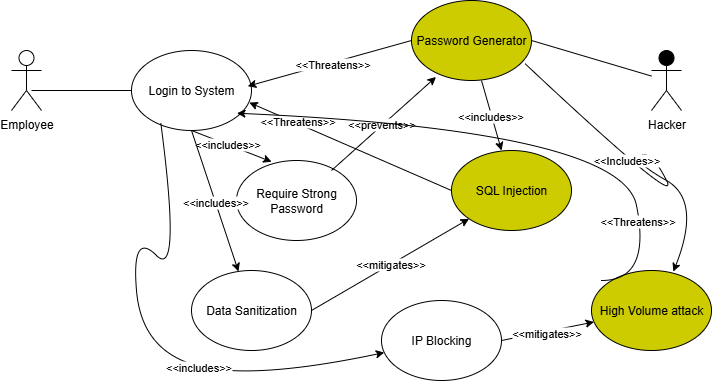 Password Generator
<<Threatens>>
Login to System
Employee
Hacker
<<includes>>
<<Threatens>>
<<prevents>>
<<includes>>
<<Includes>>
Require Strong
Password
SQL Injection
<<includes>>
<<Threatens>>
<<mitigates>>
Data Sanitization
High Volume attack
IP Blocking
<<mitigates>>
<<includes>>